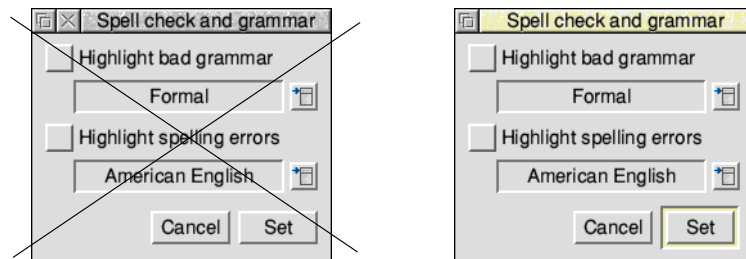 Spell check and grammar
Highlight bad grammar
Formal
Highlight spelling errors
American English
Cancel Set
Spell check and grammar
Highlight bad grammar
Formal
Highlight spelling errors
American English
Cancel Set